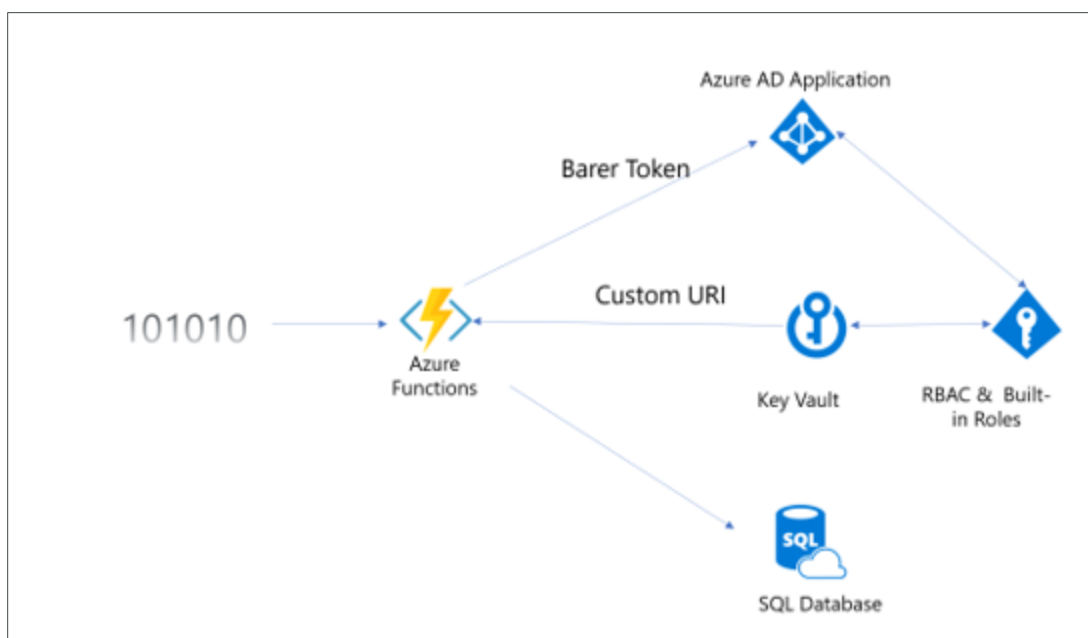 Azure AD Application
Barer Token
Custom URI
101010
Azure
Functions
Key Vault
RBAC & Built-
in Roles
SQL
SQL Database